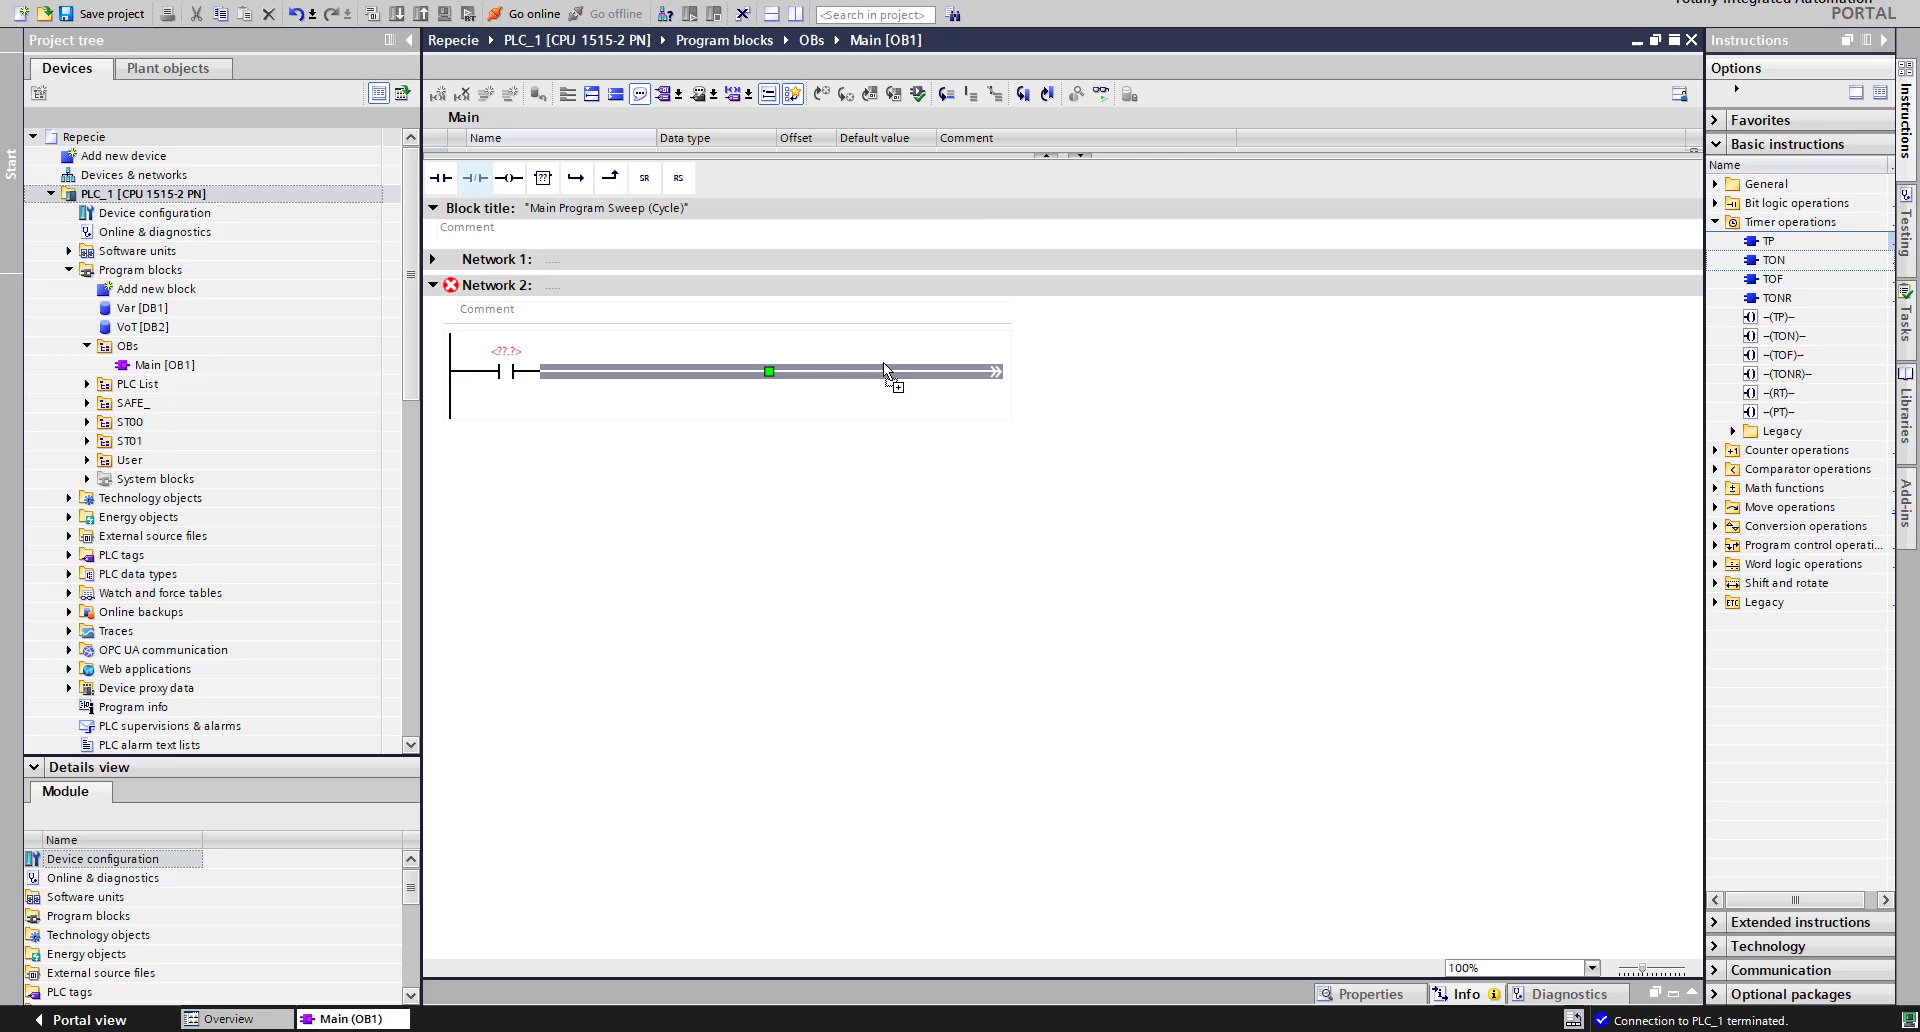 Totally Integrated Automation
PORTAL
Save project
Go online
Go offline
<Search in project>
Project tree
Devices
Plant objects
Start
Repecie
Add new device
Devices & networks
PLC_1 [CPU 1515-2 PN]
Device configuration
Online & diagnostics
Software units
Program blocks
Add new block
Var [DB1]
VoT [DB2]
OBs
Main [OB1]
PLC List
SAFE_
ST00
ST01
User
System blocks
Technology objects
Energy objects
External source files
PLC tags
PLC data types
Watch and force tables
Online backups
Traces
OPC UA communication
Web applications
Device proxy data
Program info
PLC supervisions & alarms
PLC alarm text lists
Details view
Module
Name
Device configuration
Online & diagnostics
Software units
Program blocks
Technology objects
Energy objects
External source files
PLC tags
Repecie PLC_1 [CPU 1515-2 PN] Program blocks OBs Main [OB1]
Main
Name Data type Offset Default value Comment
?? SR RS
Block title: "Main Program Sweep (Cycle)"
Comment
Network 1: .....
Network 2: .....
Comment
<??.?>
100%
Properties
Info
Diagnostics
Instructions
Options
Favorites
Basic instructions
Name
General
Bit logic operations
Timer operations
TP
TON
TOF
TONR
–(TP)–
–(TON)–
–(TOF)–
–(TONR)–
–(RT)–
–(PT)–
Legacy
Counter operations
Comparator operations
Math functions
Move operations
Conversion operations
Program control operati...
Word logic operations
Shift and rotate
Legacy
Extended instructions
Technology
Communication
Optional packages
Instructions
Testing
Tasks
Libraries
Add-ins
Portal view
Overview
Main (OB1)
Connection to PLC_1 terminated.